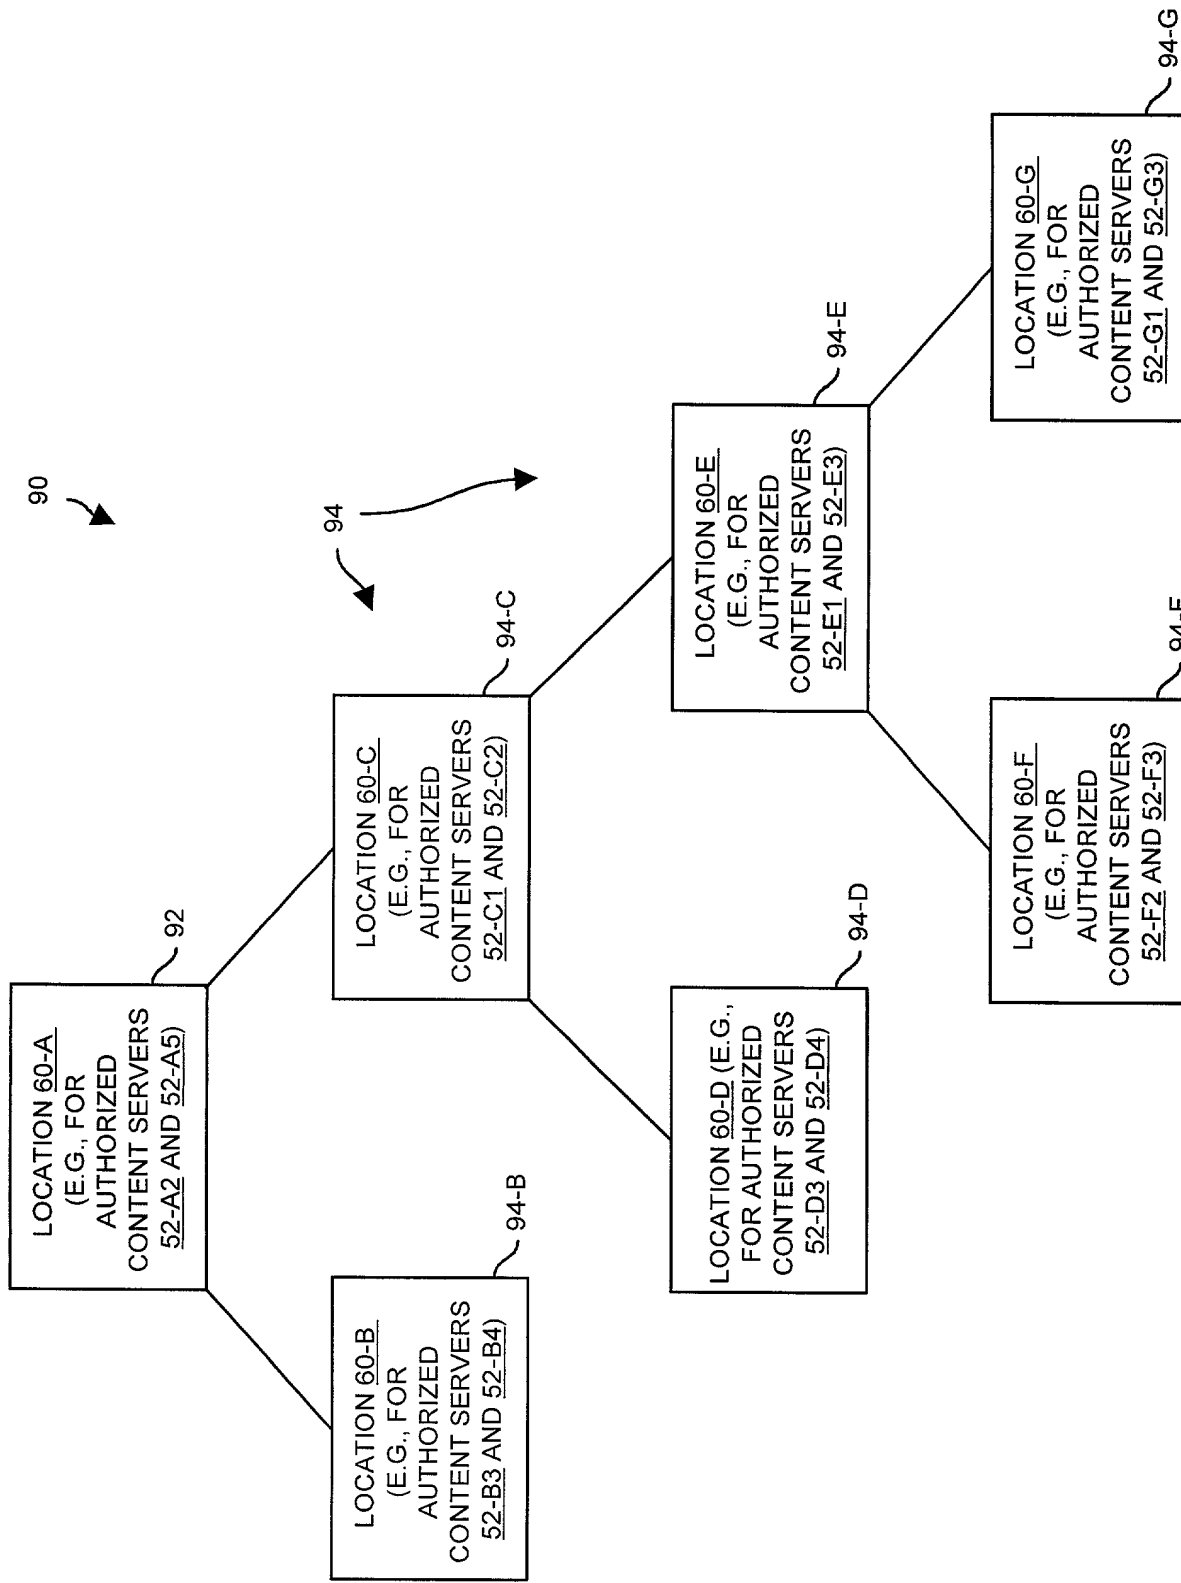 90
94
LOCATION 60-A
(E.G., FOR
AUTHORIZED
CONTENT SERVERS
52-A2 AND 52-A5)
92
LOCATION 60-B
(E.G., FOR
AUTHORIZED
CONTENT SERVERS
52-B3 AND 52-B4)
94-B
LOCATION 60-C
(E.G., FOR
AUTHORIZED
CONTENT SERVERS
52-C1 AND 52-C2)
94-C
LOCATION 60-D (E.G.,
FOR AUTHORIZED
CONTENT SERVERS
52-D3 AND 52-D4)
94-D
LOCATION 60-E
(E.G., FOR
AUTHORIZED
CONTENT SERVERS
52-E1 AND 52-E3)
94-E
LOCATION 60-F
(E.G., FOR
AUTHORIZED
CONTENT SERVERS
52-F2 AND 52-F3)
94-F
LOCATION 60-G
(E.G., FOR
AUTHORIZED
CONTENT SERVERS
52-G1 AND 52-G3)
94-G